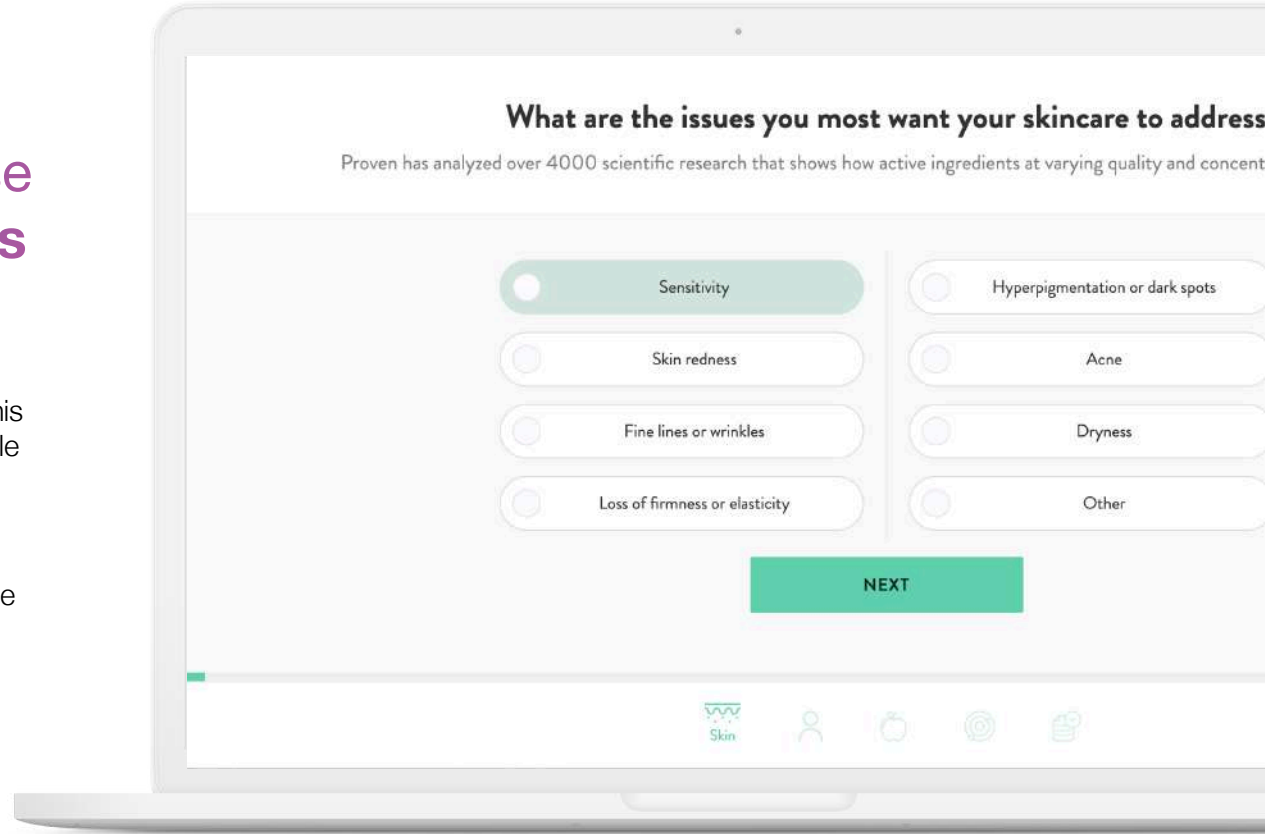 e
s
his
le
e
What are the issues you most want your skincare to address
Proven has analyzed over 4000 scientific research that shows how active ingredients at varying quality and concent
Sensitivity
Hyperpigmentation or dark spots
Skin redness
Acne
Fine lines or wrinkles
Dryness
Loss of firmness or elasticity
Other
NEXT
Skin